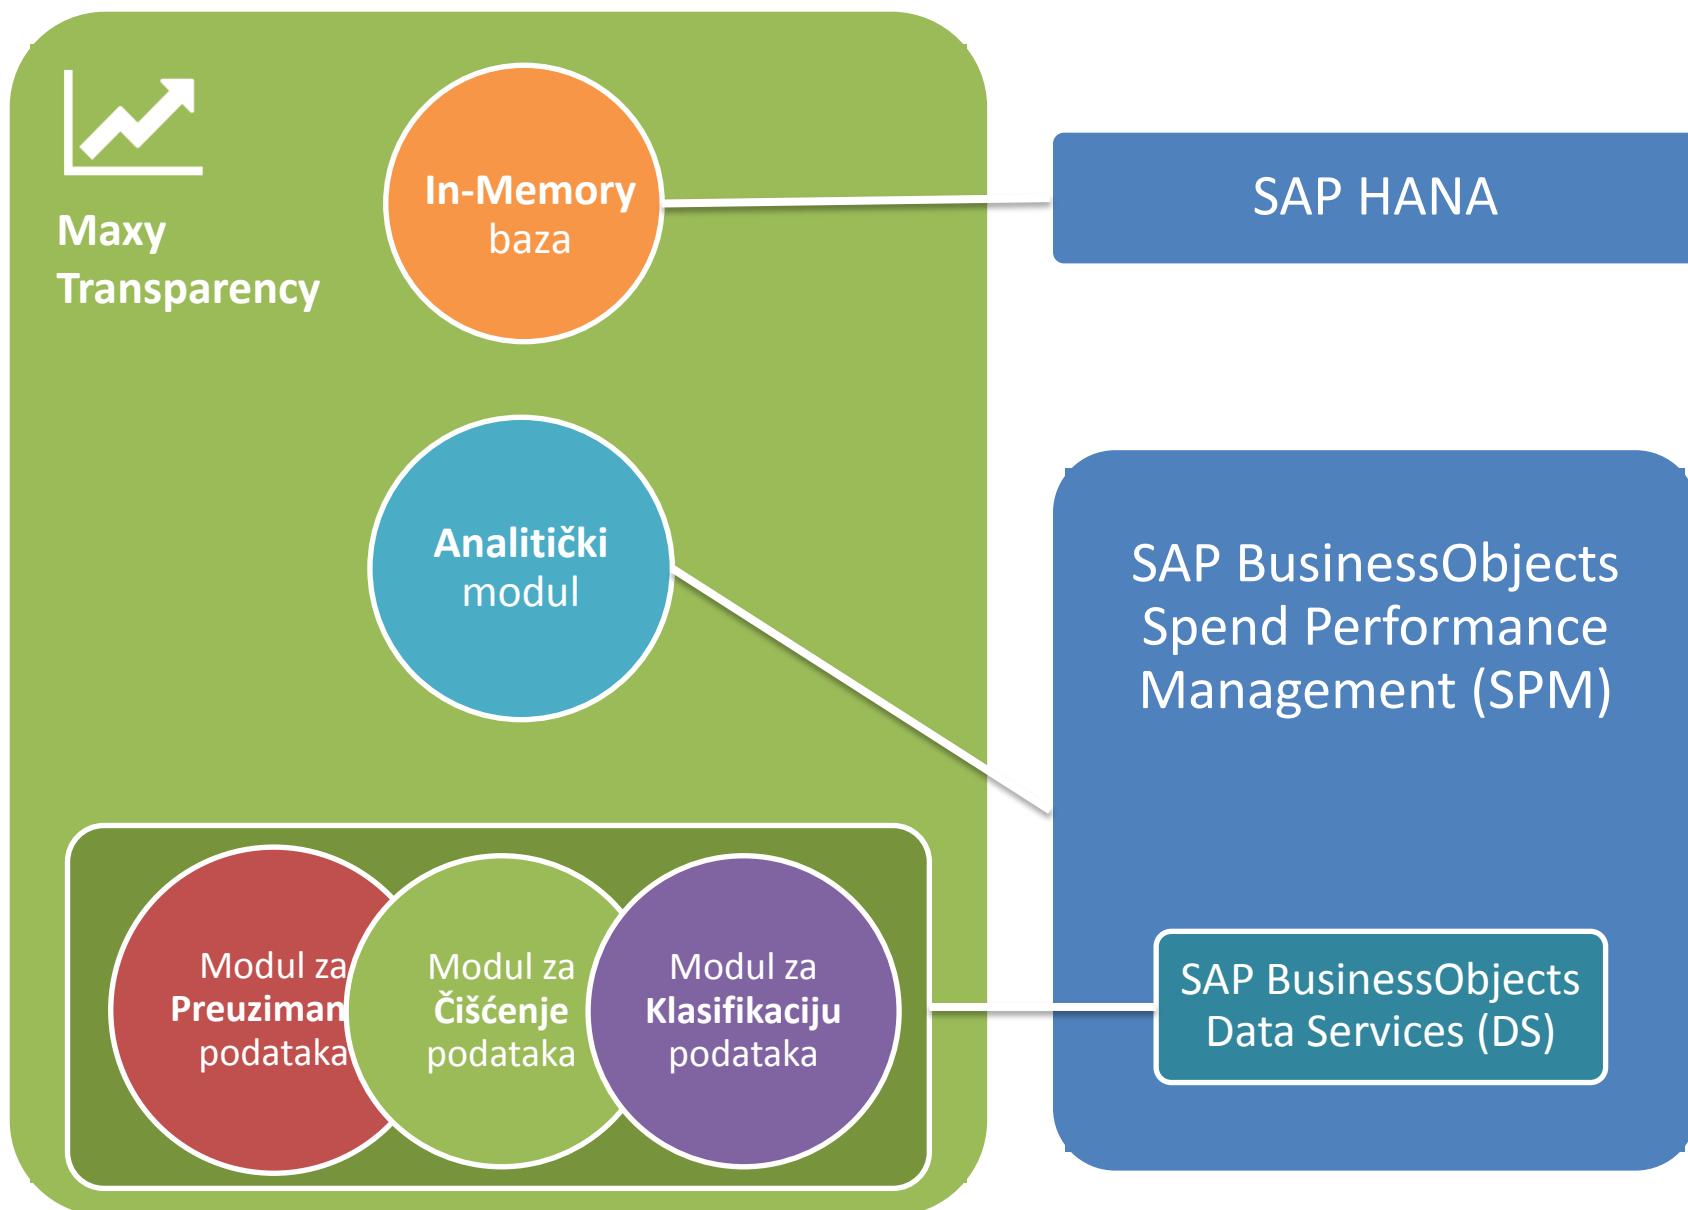 Maxy
Transparency
In-Memory
baza
SAP HANA
Analitički
modul
SAP BusinessObjects
Spend Performance
Management (SPM)
Modul za
Preuziman
podataka
Modul za
Čišćenje
podataka
Modul za
Klasifikaciju
podataka
SAP BusinessObjects
Data Services (DS)